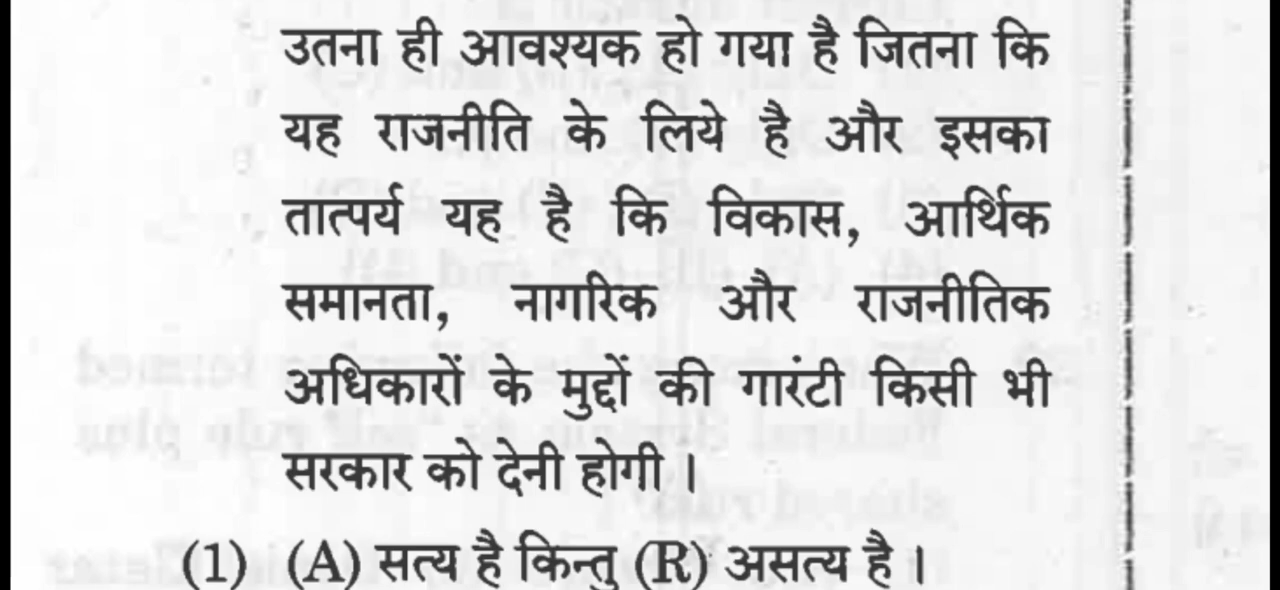 उतना ही आवश्यक हो गया है जितना कि
यह राजनीति के लिये है और इसका
तात्पर्य यह है कि विकास, आर्थिक
समानता, नागरिक और राजनीतिक
अधिकारों के मुद्दों की गारंटी किसी भी
सरकार को देनी होगी ।
(1) (A) सत्य है किन्तु (R) असत्य है ।